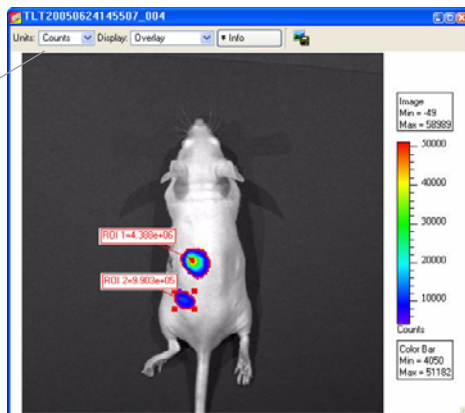 TLT20050624145507_004
Units: Counts Display: Overlay Info
Image
Min = -49
Max = 58989
50000
40000
30000
20000
10000
Counts
Color Bar
Min = 4050
Max = 51182
ROI 1=4.388e+06
ROI 2=9.903e+05